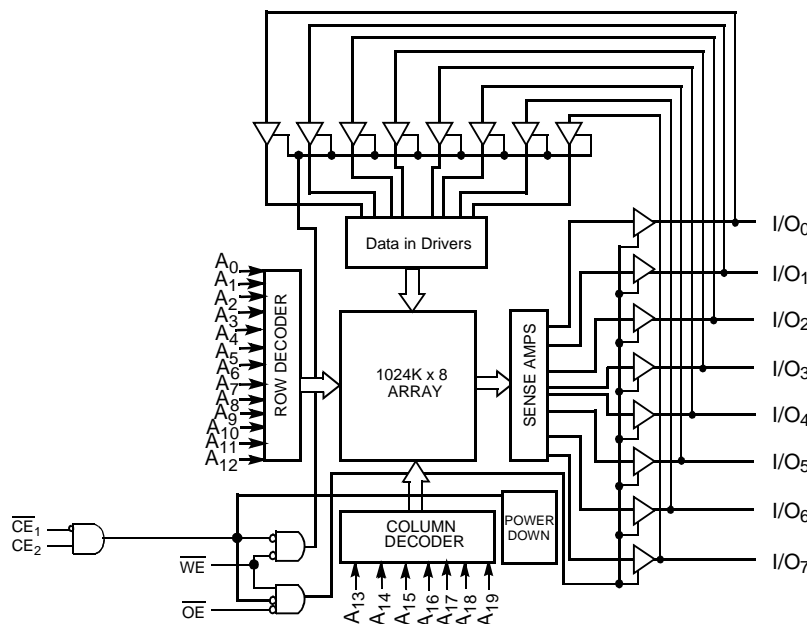 Data in Drivers
I/O0
I/O1
I/O2
I/O3
I/O4
I/O5
I/O6
I/O7
A0
A1
A2
A3
A4
A5
A6
A7
A8
A9
A10
A11
A12
ROW DECODER
1024K x 8
ARRAY
SENSE AMPS
COLUMN
DECODER
POWER
DOWN
CE1
CE2
WE
OE
A13
A14
A15
A16
A17
A18
A19